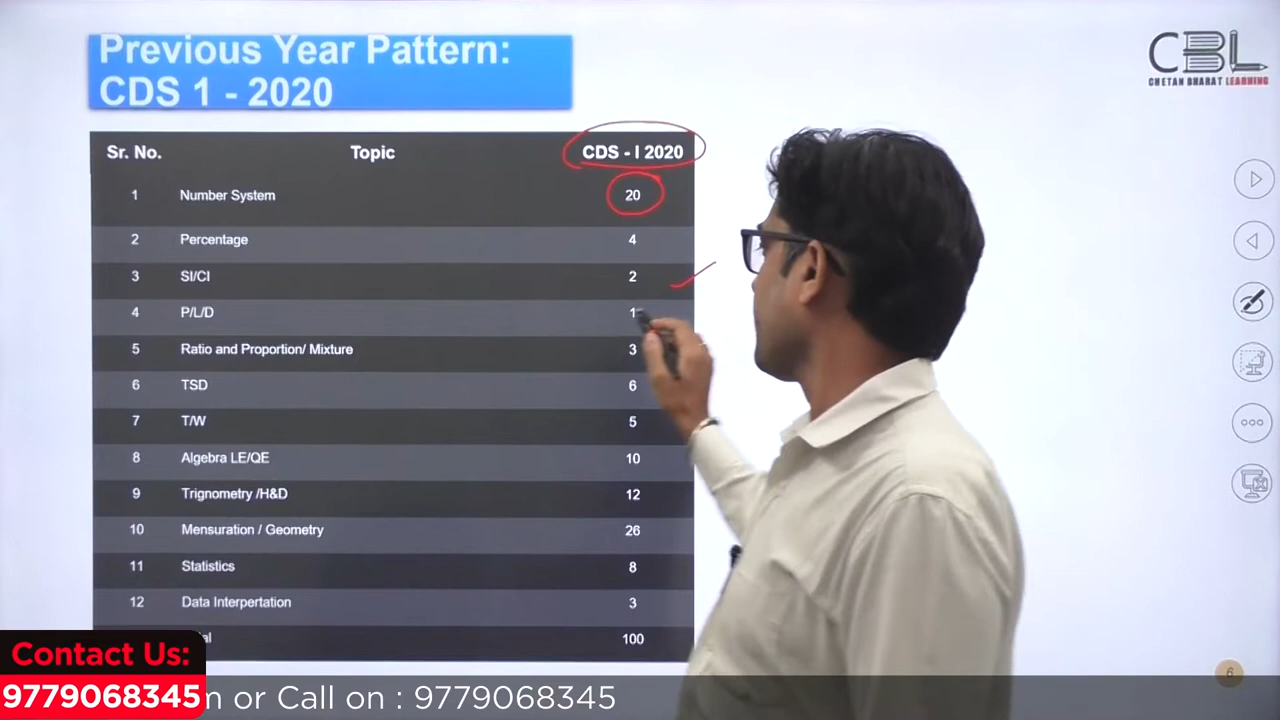 Previous Year Pattern:
CDS 1 - 2020
CBL
CHETAN BHARAT LEARNING
Sr. No. Topic CDS - I 2020
1 Number System 20
2 Percentage 4
3 SI/CI 2
4 P/L/D 1
5 Ratio and Proportion/ Mixture 3
6 TSD 6
7 T/W 5
8 Algebra LE/QE 10
9 Trignometry /H&D 12
10 Mensuration / Geometry 26
11 Statistics 8
12 Data Interpertation 3
100
6
Contact Us:
9779068345
or Call on : 9779068345